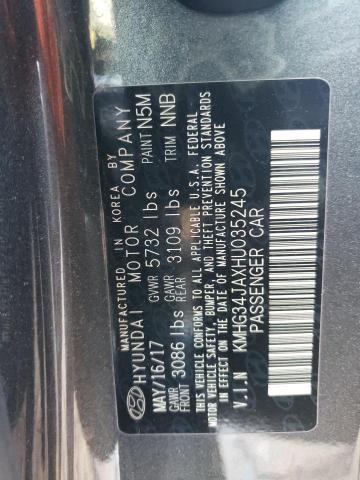 MANUFACTURED IN KOREA BY
HYUNDAI MOTOR COMPANY
MAY/16/17 GVWR 5732 lbs PAINT N5M
GAWR FRONT 3086 lbs GAWR REAR 3109 lbs TRIM NNB
THIS VEHICLE CONFORMS TO ALL APPLICABLE U.S.A. FEDERAL
MOTOR VEHICLE SAFETY, BUMPER, AND THEFT PREVENTION STANDARDS
IN EFFECT ON THE DATE OF MANUFACTURE SHOWN ABOVE
V.I.N KMHG34JAXHU035245
PASSENGER CAR